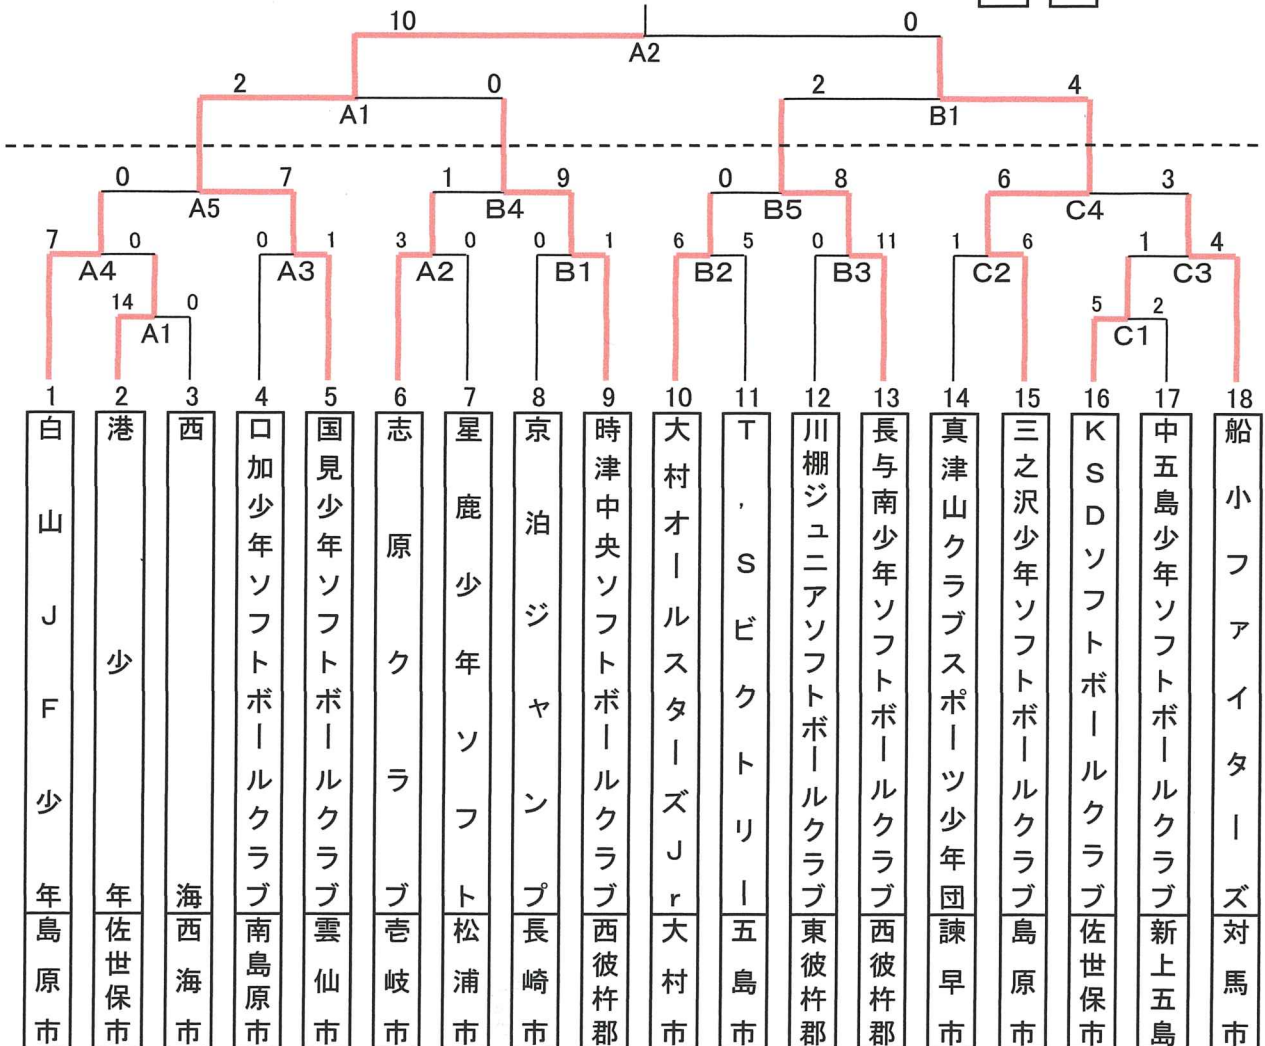 10 0
A2
2 0 2 4
A1 B1
0 7 1 9 0 8 6 3
A5 B4 B5 C4
7 0 0 1 3 0 0 1 6 5 0 11 1 6 1 4
A4 A3 A2 B1 B2 B3 C2 C3
14 0 5 2
A1 C1
1 2 3 4 5 6 7 8 9 10 11 12 13 14 15 16 17 18
白山JF少年
島原市
港少年
佐世保市
西海
西海市
口加少年ソフトボールクラブ
南島原市
国見少年ソフトボールクラブ
雲仙市
志原クラブ
壱岐市
星鹿少年ソフト
松浦市
京泊ジャンプ
長崎市
時津中央ソフトボールクラブ
西彼杵郡
大村オールスターズJr
大村市
T,Sビクトリー
五島市
川棚ジュニアソフトボールクラブ
東彼杵郡
長与南少年ソフトボールクラブ
西彼杵郡
真津山クラブスポーツ少年団
諫早市
三之沢少年ソフトボールクラブ
島原市
KSDソフトボールクラブ
佐世保市
中五島少年ソフトボールクラブ
新上五島
船小ファイターズ
対馬市